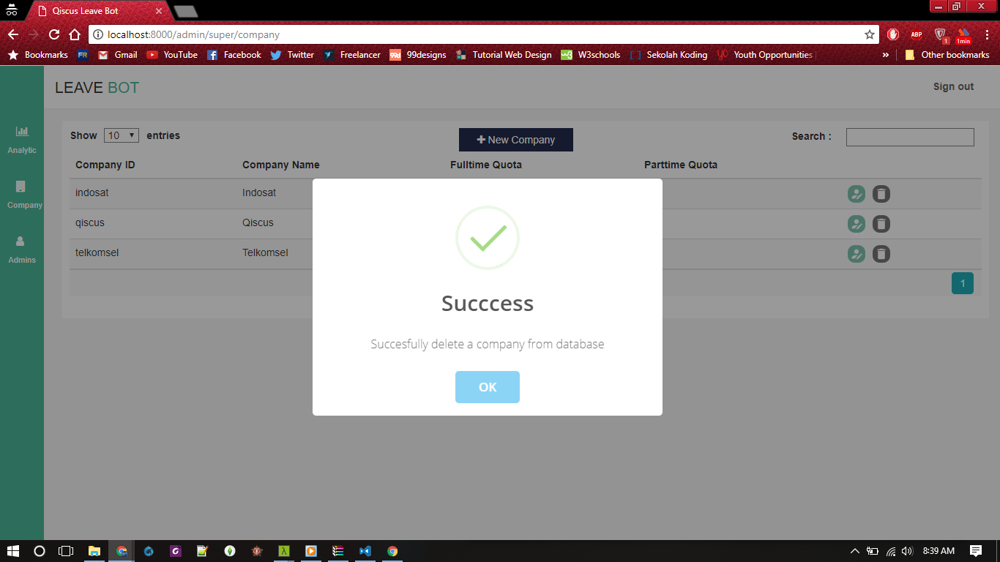 Qiscus Leave Bot
localhost:8000/admin/super/company
ABP
1
1min
Bookmarks FR Gmail YouTube Facebook Twitter Freelancer 99d 99designs Tutorial Web Design W3schools Sekolah Koding YO Youth Opportunities » Other bookmarks
LEAVE BOT
Sign out
Analytic
Company
Admins
Show 10 entries
New Company
Search :
Company ID Company Name Fulltime Quota Parttime Quota
indosat Indosat
qiscus Qiscus
telkomsel Telkomsel
1
Succcess
Succesfully delete a company from database
OK
8:39 AM